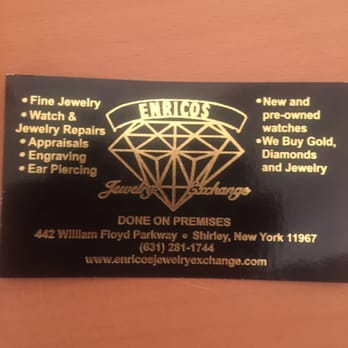 • Fine Jewelry
• Watch &
Jewelry Repairs
• Appraisals
• Engraving
• Ear Piercing
ENRICOS
Jewelry Exchange
• New and
pre-owned
watches
• We Buy Gold,
Diamonds
and Jewelry
DONE ON PREMISES
442 William Floyd Parkway • Shirley, New York 11967
(631) 281-1744
www.enricosjewelryexchange.com